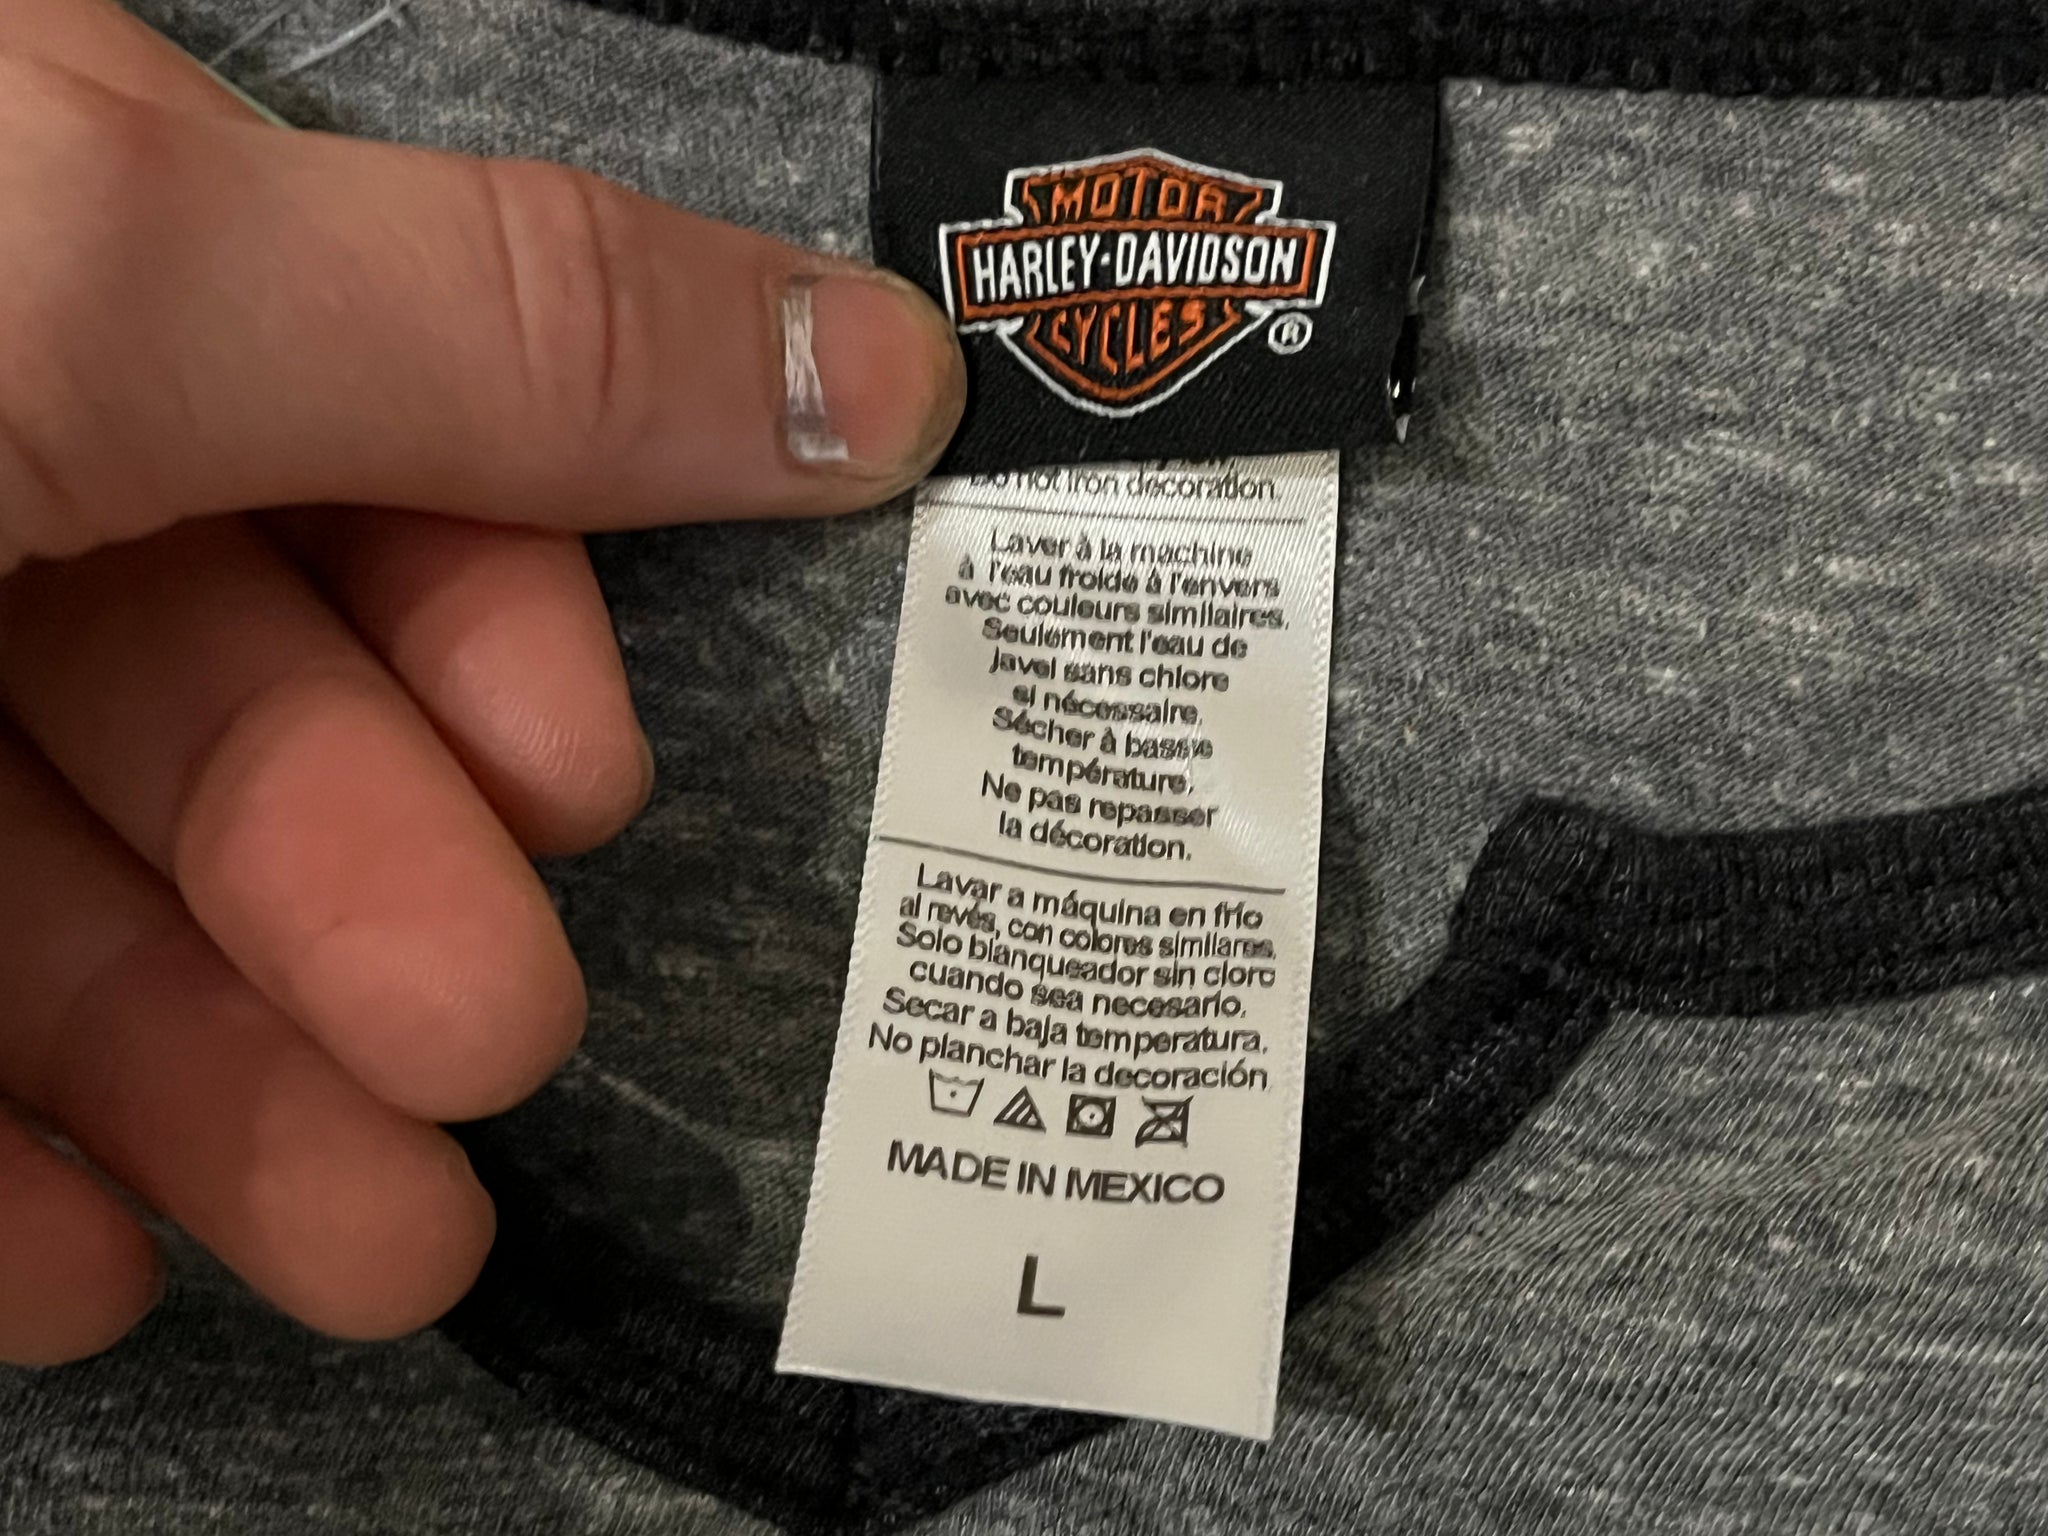 MOTOR
HARLEY-DAVIDSON
CYCLES
®
Do not iron decoration.
Laver à la machine
à l'eau froide à l'envers
avec couleurs similaires.
Seulement l'eau de
Javel sans chlore
si nécessaire.
Sécher à basse
température.
Ne pas repasser
la décoration.
Lavar a máquina en frío
al revés, con colores similares.
Solo blanqueador sin cloro
cuando sea necesario.
Secar a baja temperatura.
No planchar la decoración
MADE IN MEXICO
L